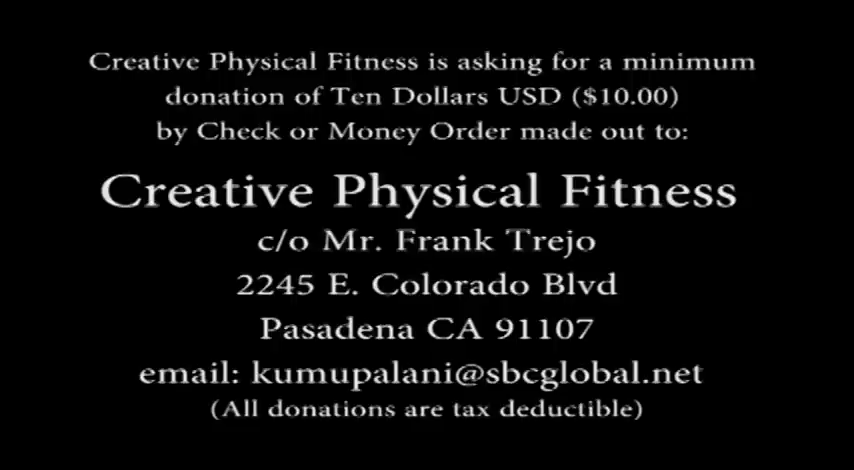 Creative Physical Fitness is asking for a minimum
donation of Ten Dollars USD ($10.00)
by Check or Money Order made out to:
Creative Physical Fitness
c/o Mr. Frank Trejo
2245 E. Colorado Blvd
Pasadena CA 91107
email: kumupalani@sbcglobal.net
(All donations are tax deductible)